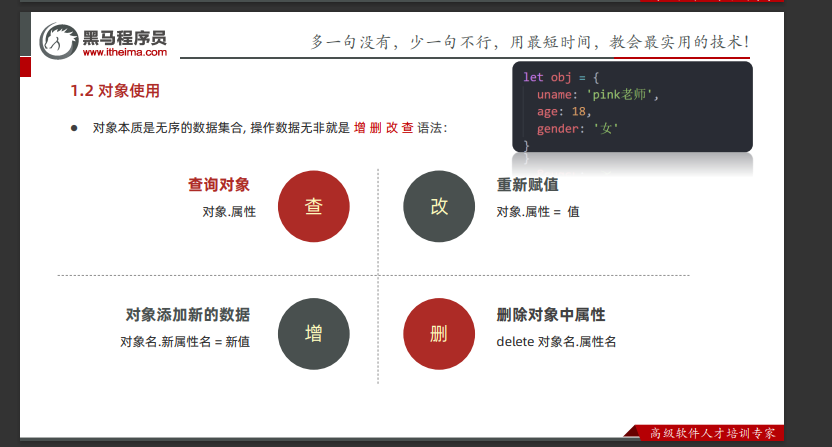 黑马程序员
www.itheima.com
多一句没有，少一句不行，用最短时间，教会最实用的技术！
1.2 对象使用
let obj = {
uname: 'pink老师',
age: 18,
gender: '女'
}
● 对象本质是无序的数据集合, 操作数据无非就是 增 删 改 查 语法：
查询对象
对象.属性
查
改
重新赋值
对象.属性 = 值
对象添加新的数据
对象名.新属性名 = 新值
增
删
删除对象中属性
delete 对象名.属性名
高级软件人才培训专家